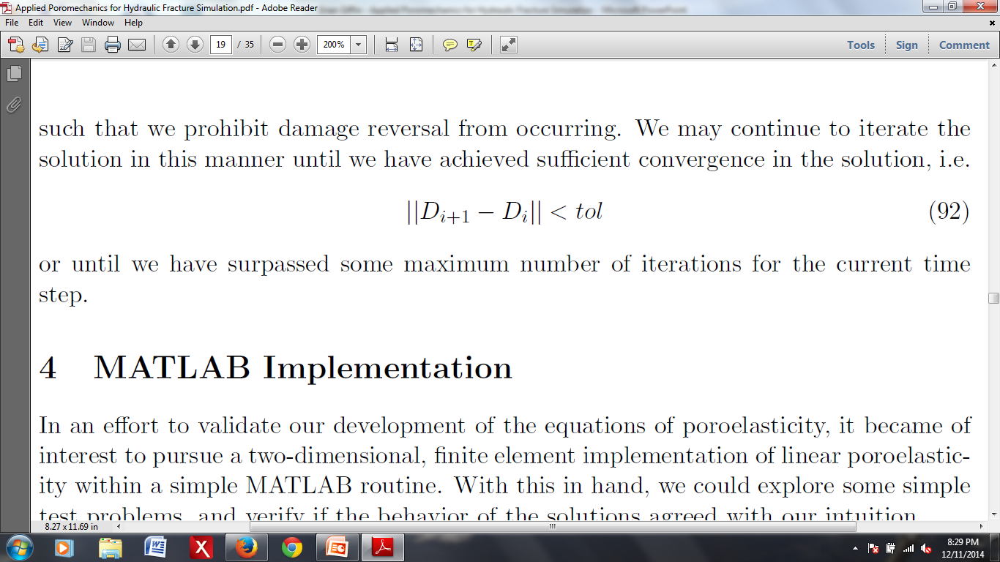 Applied Poromechanics for Hydraulic Fracture Simulation.pdf - Adobe Reader
File Edit View Window Help
19 / 35 200% Tools Sign Comment
such that we prohibit damage reversal from occurring. We may continue to iterate the
solution in this manner until we have achieved sufficient convergence in the solution, i.e.
||D_{i+1} − D_i|| < tol (92)
or until we have surpassed some maximum number of iterations for the current time
step.
4 MATLAB Implementation
In an effort to validate our development of the equations of poroelasticity, it became of
interest to pursue a two-dimensional, finite element implementation of linear poroelastic-
ity within a simple MATLAB routine. With this in hand, we could explore some simple
test problems, and verify if the behavior of the solutions agreed with our intuition.
8.27 x 11.69 in
8:29 PM
12/11/2014